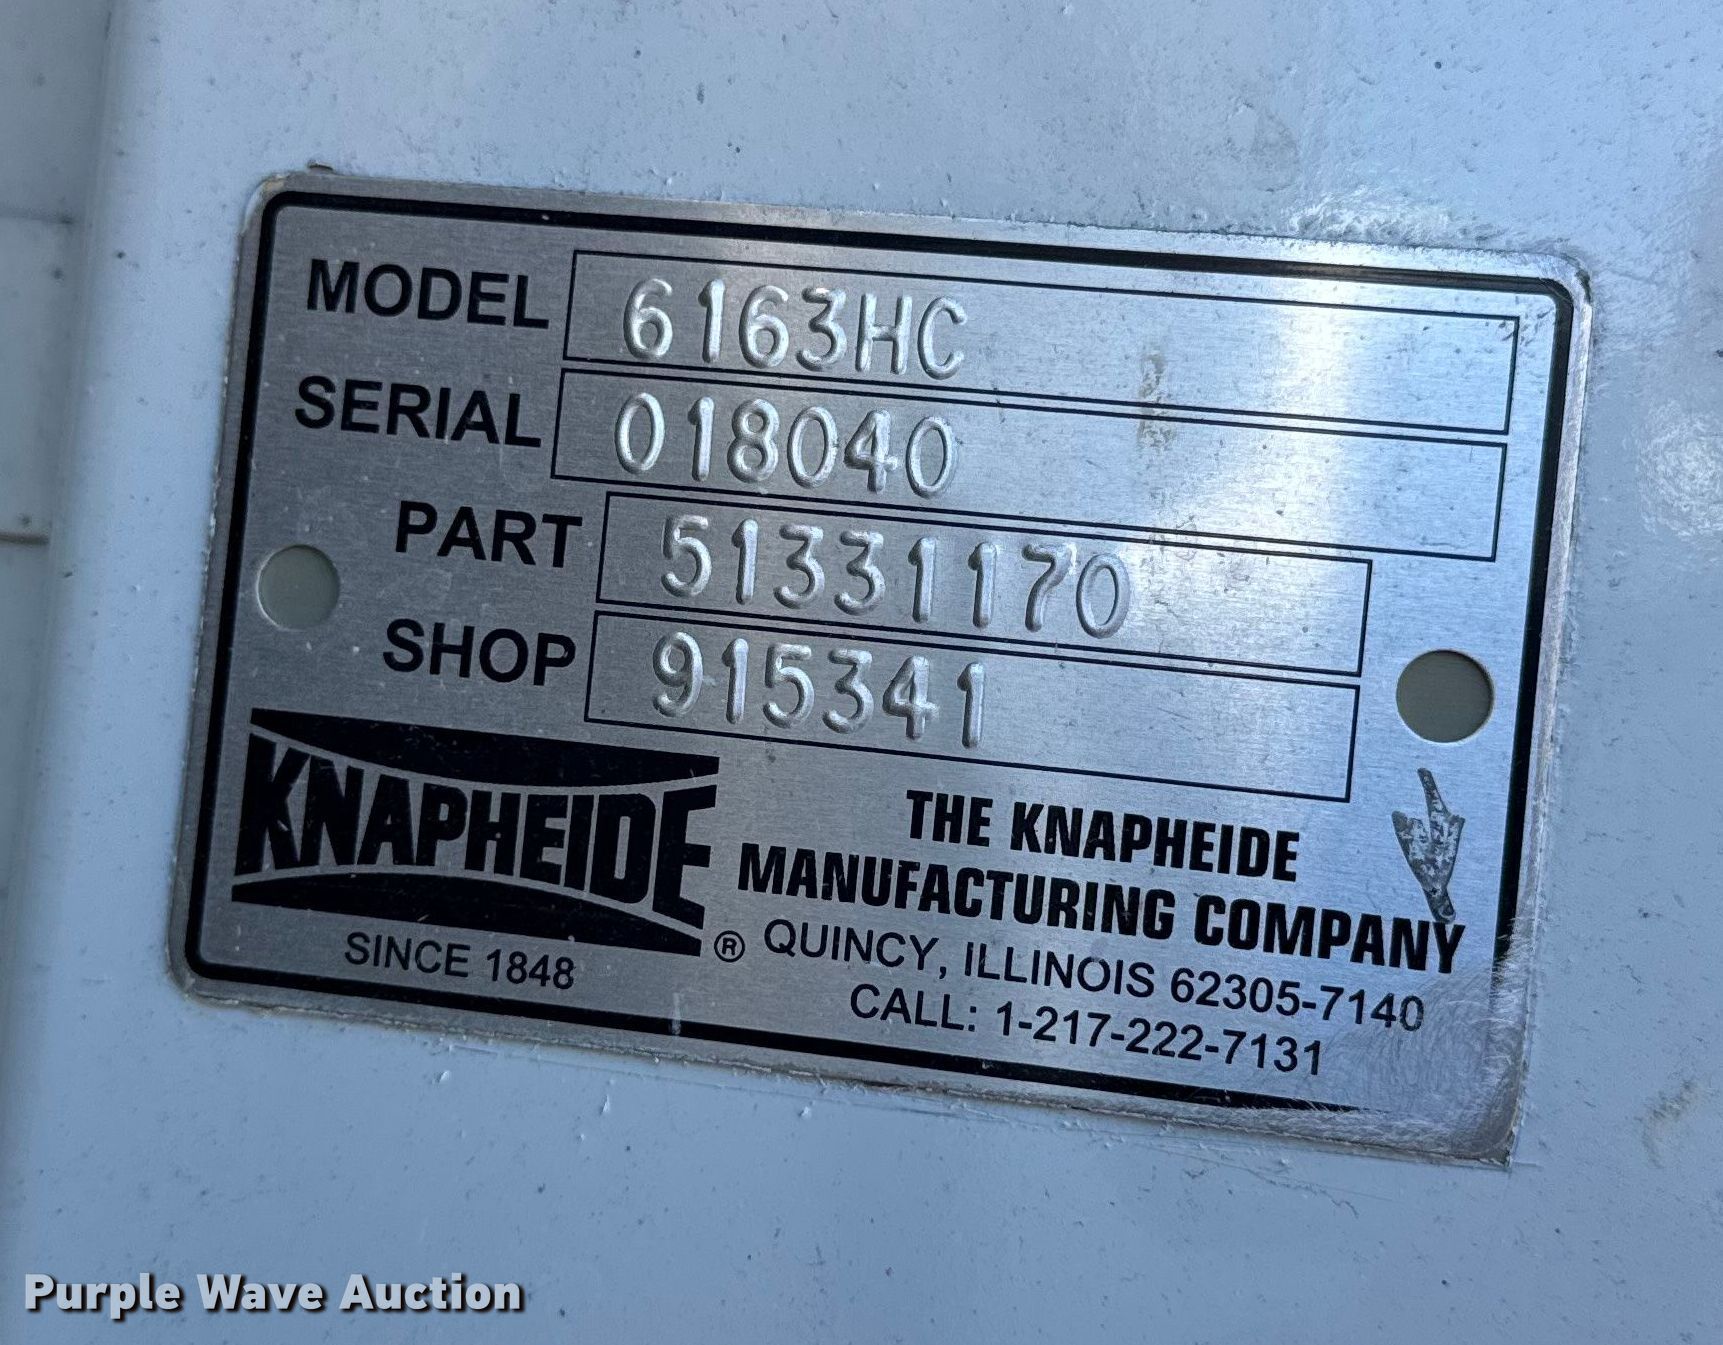 MODEL 6163HC
SERIAL 018040
PART 51331170
SHOP 915341
KNAPHEIDE®
SINCE 1848
THE KNAPHEIDE
MANUFACTURING COMPANY
QUINCY, ILLINOIS 62305-7140
CALL: 1-217-222-7131
Purple Wave Auction